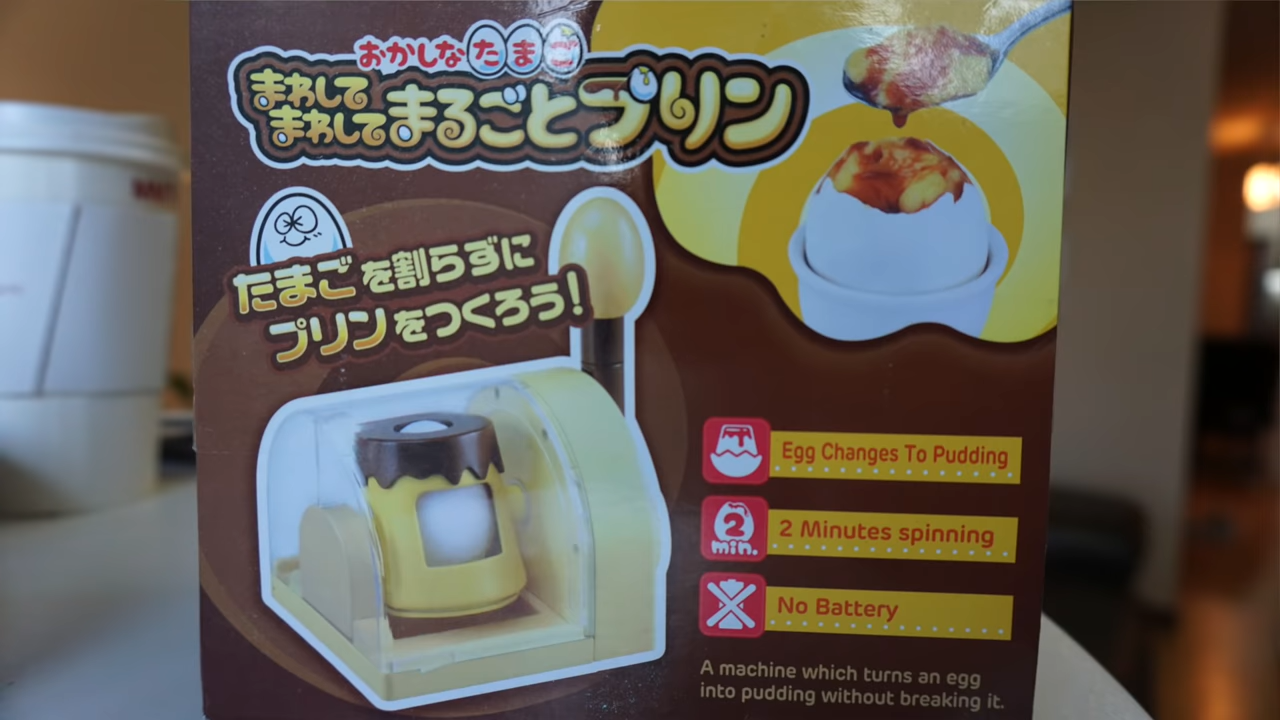 おかしなたまご
まわして
まわして まるごとプリン
たまごを割らずに
プリンをつくろう!
Egg Changes To Pudding
2
min.
2 Minutes spinning
No Battery
A machine which turns an egg
into pudding without breaking it.